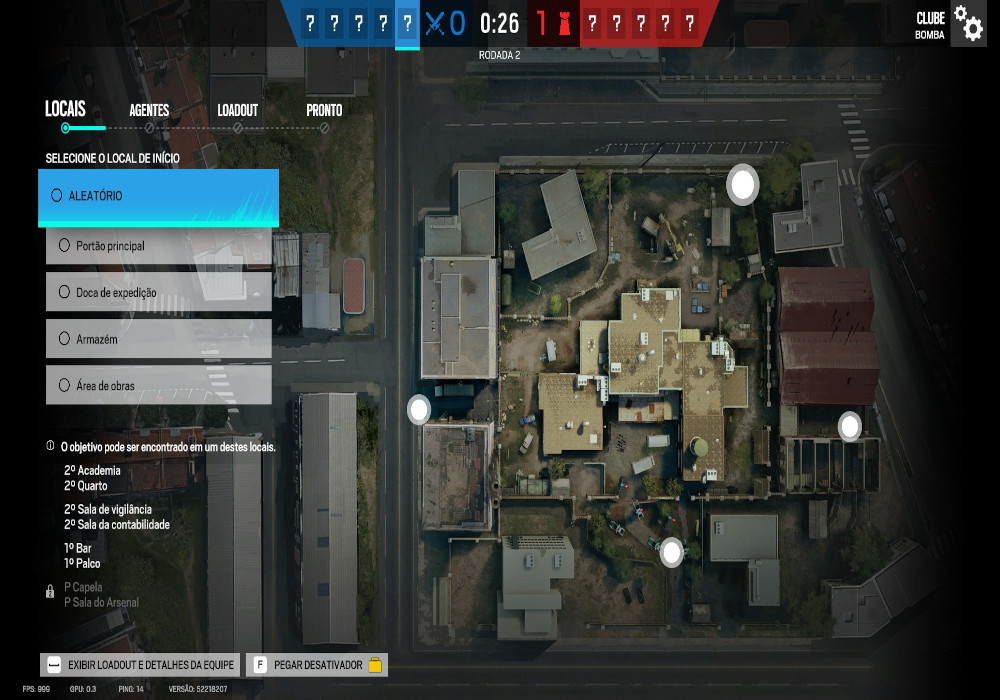 ? ? ? ? ? 0 0:26 1 ? ? ? ? ?
RODADA 2
CLUBE
BOMBA
LOCAIS AGENTES LOADOUT PRONTO
SELECIONE O LOCAL DE INÍCIO
ALEATÓRIO
Portão principal
Doca de expedição
Armazém
Área de obras
O objetivo pode ser encontrado em um destes locais.
2º Academia
2º Quarto
2º Sala de vigilância
2º Sala da contabilidade
1º Bar
1º Palco
P Capela
P Sala do Arsenal
EXIBIR LOADOUT E DETALHES DA EQUIPE F PEGAR DESATIVADOR
FPS: 999 GPU: 0.3 PING: 14 VERSÃO: 52218207